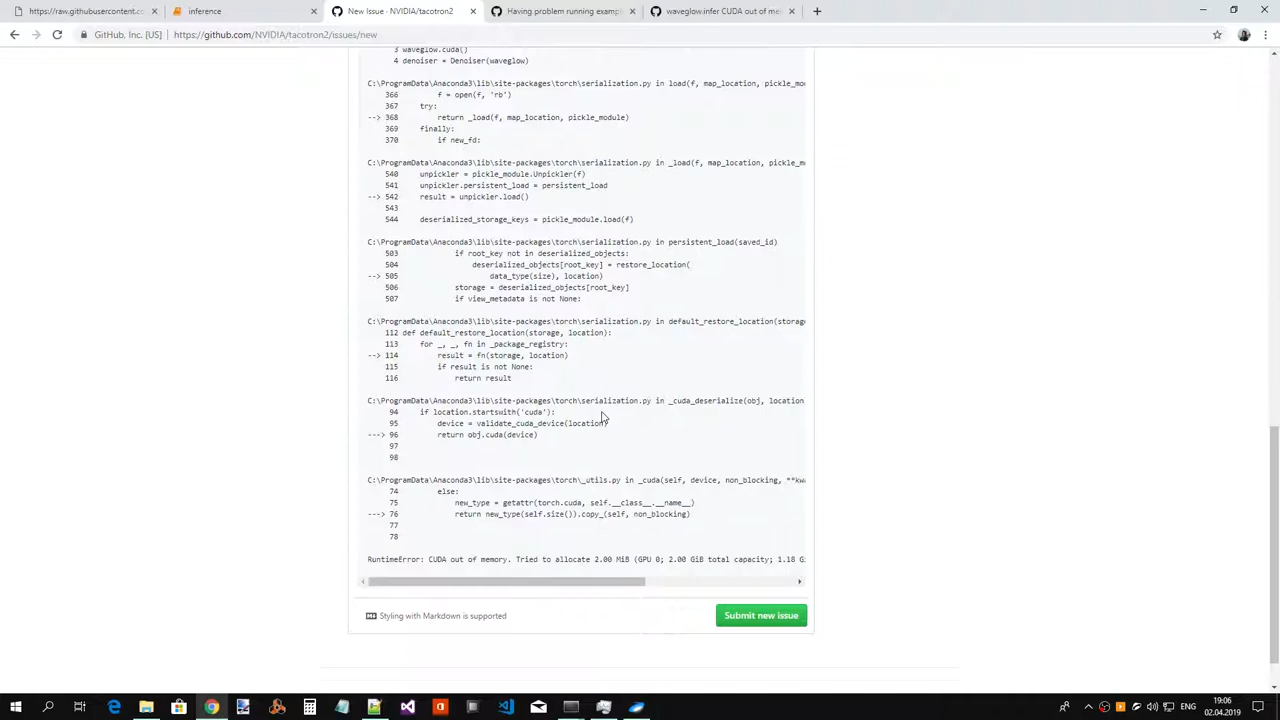 https://raw.githubusercontent.co
inference
New Issue · NVIDIA/tacotron2
Having problem running example
waveglow.infer CUDA out of me
GitHub, Inc. [US] | https://github.com/NVIDIA/tacotron2/issues/new
3 waveglow.cuda()
4 denoiser = Denoiser(waveglow)
C:\ProgramData\Anaconda3\lib\site-packages\torch\serialization.py in load(f, map_location, pickle_mo
366 f = open(f, 'rb')
367 try:
--> 368 return _load(f, map_location, pickle_module)
369 finally:
370 if new_fd:
C:\ProgramData\Anaconda3\lib\site-packages\torch\serialization.py in _load(f, map_location, pickle_m
540 unpickler = pickle_module.Unpickler(f)
541 unpickler.persistent_load = persistent_load
--> 542 result = unpickler.load()
543
544 deserialized_storage_keys = pickle_module.load(f)
C:\ProgramData\Anaconda3\lib\site-packages\torch\serialization.py in persistent_load(saved_id)
503 if root_key not in deserialized_objects:
504 deserialized_objects[root_key] = restore_location(
--> 505 data_type(size), location)
506 storage = deserialized_objects[root_key]
507 if view_metadata is not None:
C:\ProgramData\Anaconda3\lib\site-packages\torch\serialization.py in default_restore_location(storag
112 def default_restore_location(storage, location):
113 for _, _, fn in _package_registry:
--> 114 result = fn(storage, location)
115 if result is not None:
116 return result
C:\ProgramData\Anaconda3\lib\site-packages\torch\serialization.py in _cuda_deserialize(obj, location
94 if location.startswith('cuda'):
95 device = validate_cuda_device(location)
---> 96 return obj.cuda(device)
97
98
C:\ProgramData\Anaconda3\lib\site-packages\torch\_utils.py in _cuda(self, device, non_blocking, **kw
74 else:
75 new_type = getattr(torch.cuda, self.__class__.__name__)
---> 76 return new_type(self.size()).copy_(self, non_blocking)
77
78
RuntimeError: CUDA out of memory. Tried to allocate 2.00 MiB (GPU 0; 2.00 GiB total capacity; 1.18 G
Styling with Markdown is supported
Submit new issue
19:06
02.04.2019